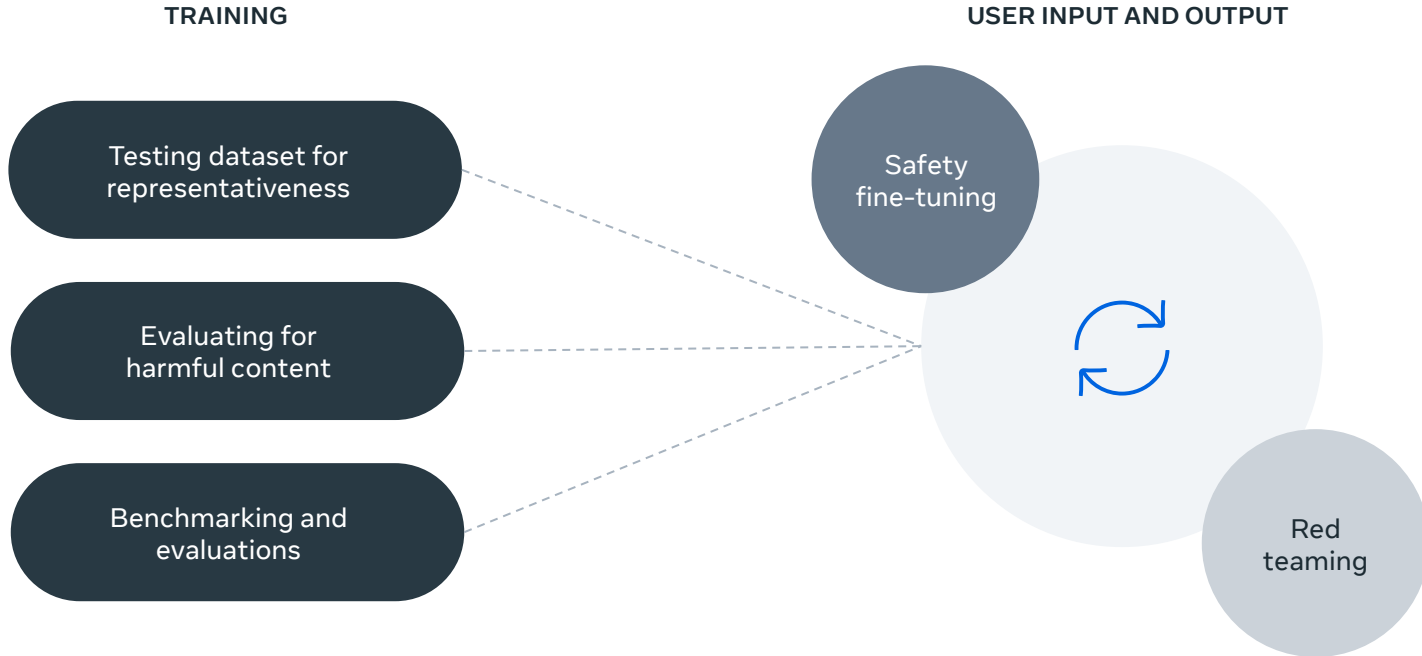 TRAINING
USER INPUT AND OUTPUT
Testing dataset for
representativeness
Evaluating for
harmful content
Benchmarking and
evaluations
Safety
fine-tuning
Red
teaming